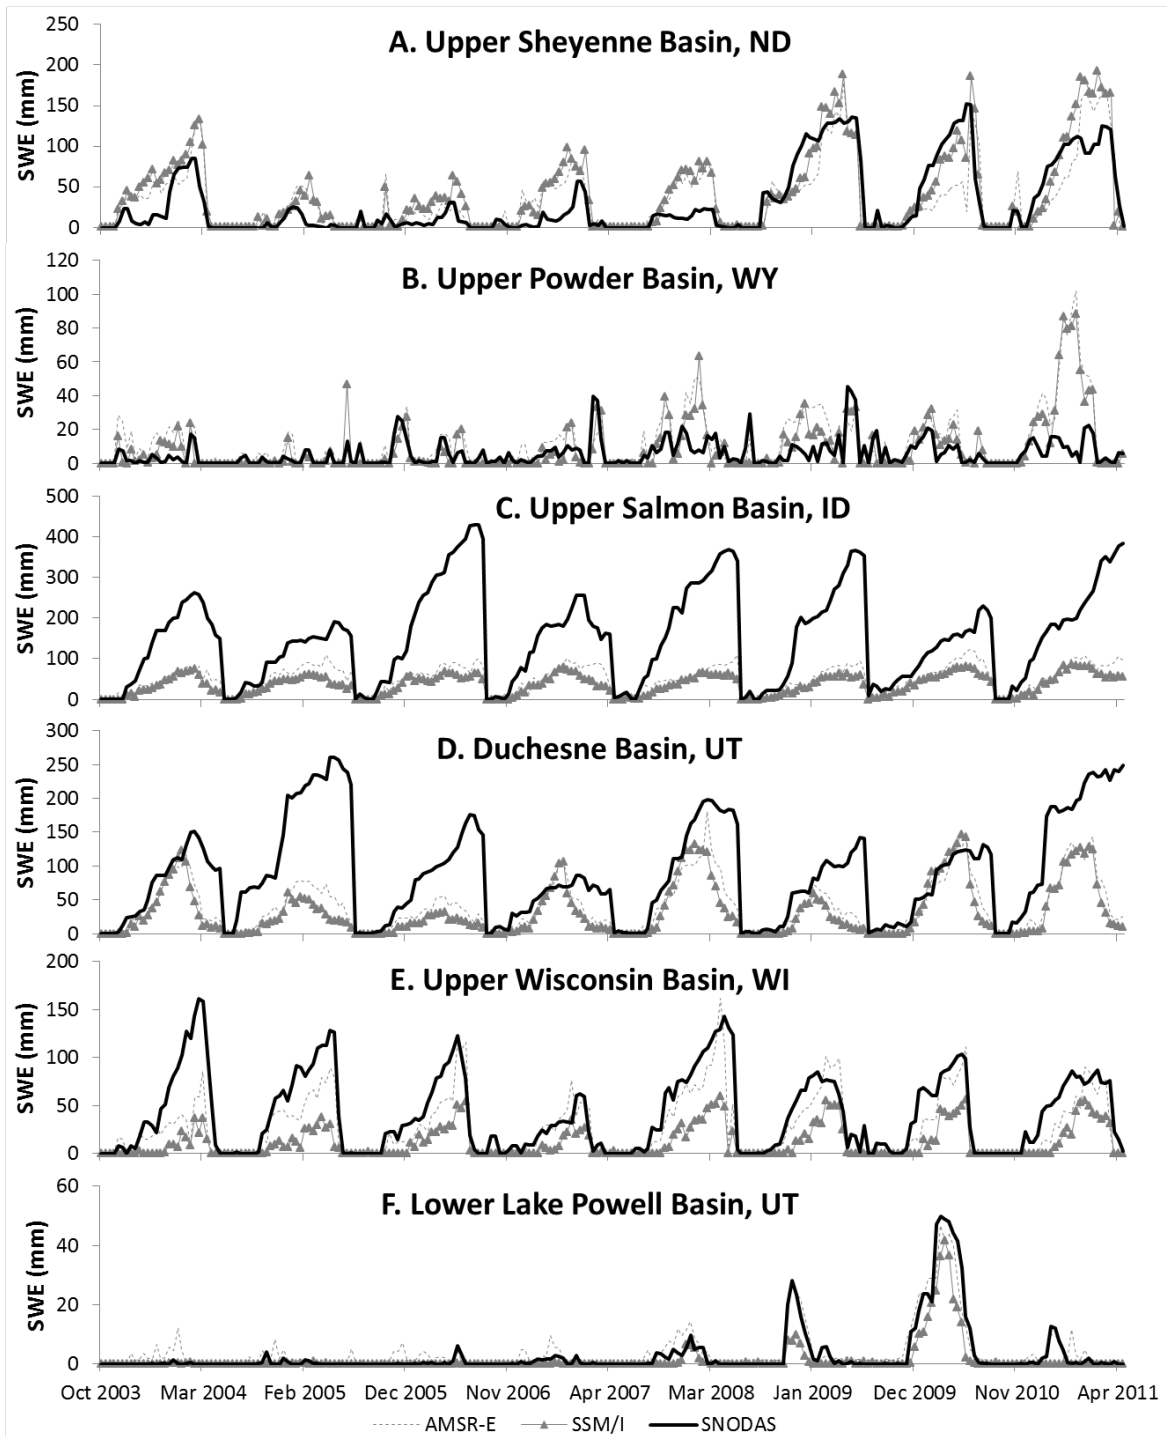 A. Upper Sheyenne Basin, ND
SWE (mm)
250
200
150
100
50
0
B. Upper Powder Basin, WY
SWE (mm)
120
100
80
60
40
20
0
C. Upper Salmon Basin, ID
SWE (mm)
500
400
300
200
100
0
D. Duchesne Basin, UT
SWE (mm)
300
250
200
150
100
50
0
E. Upper Wisconsin Basin, WI
SWE (mm)
200
150
100
50
0
F. Lower Lake Powell Basin, UT
SWE (mm)
60
40
20
0
Oct 2003 Mar 2004 Feb 2005 Dec 2005 Nov 2006 Apr 2007 Mar 2008 Jan 2009 Dec 2009 Nov 2010 Apr 2011
AMSR-E SSM/I SNODAS